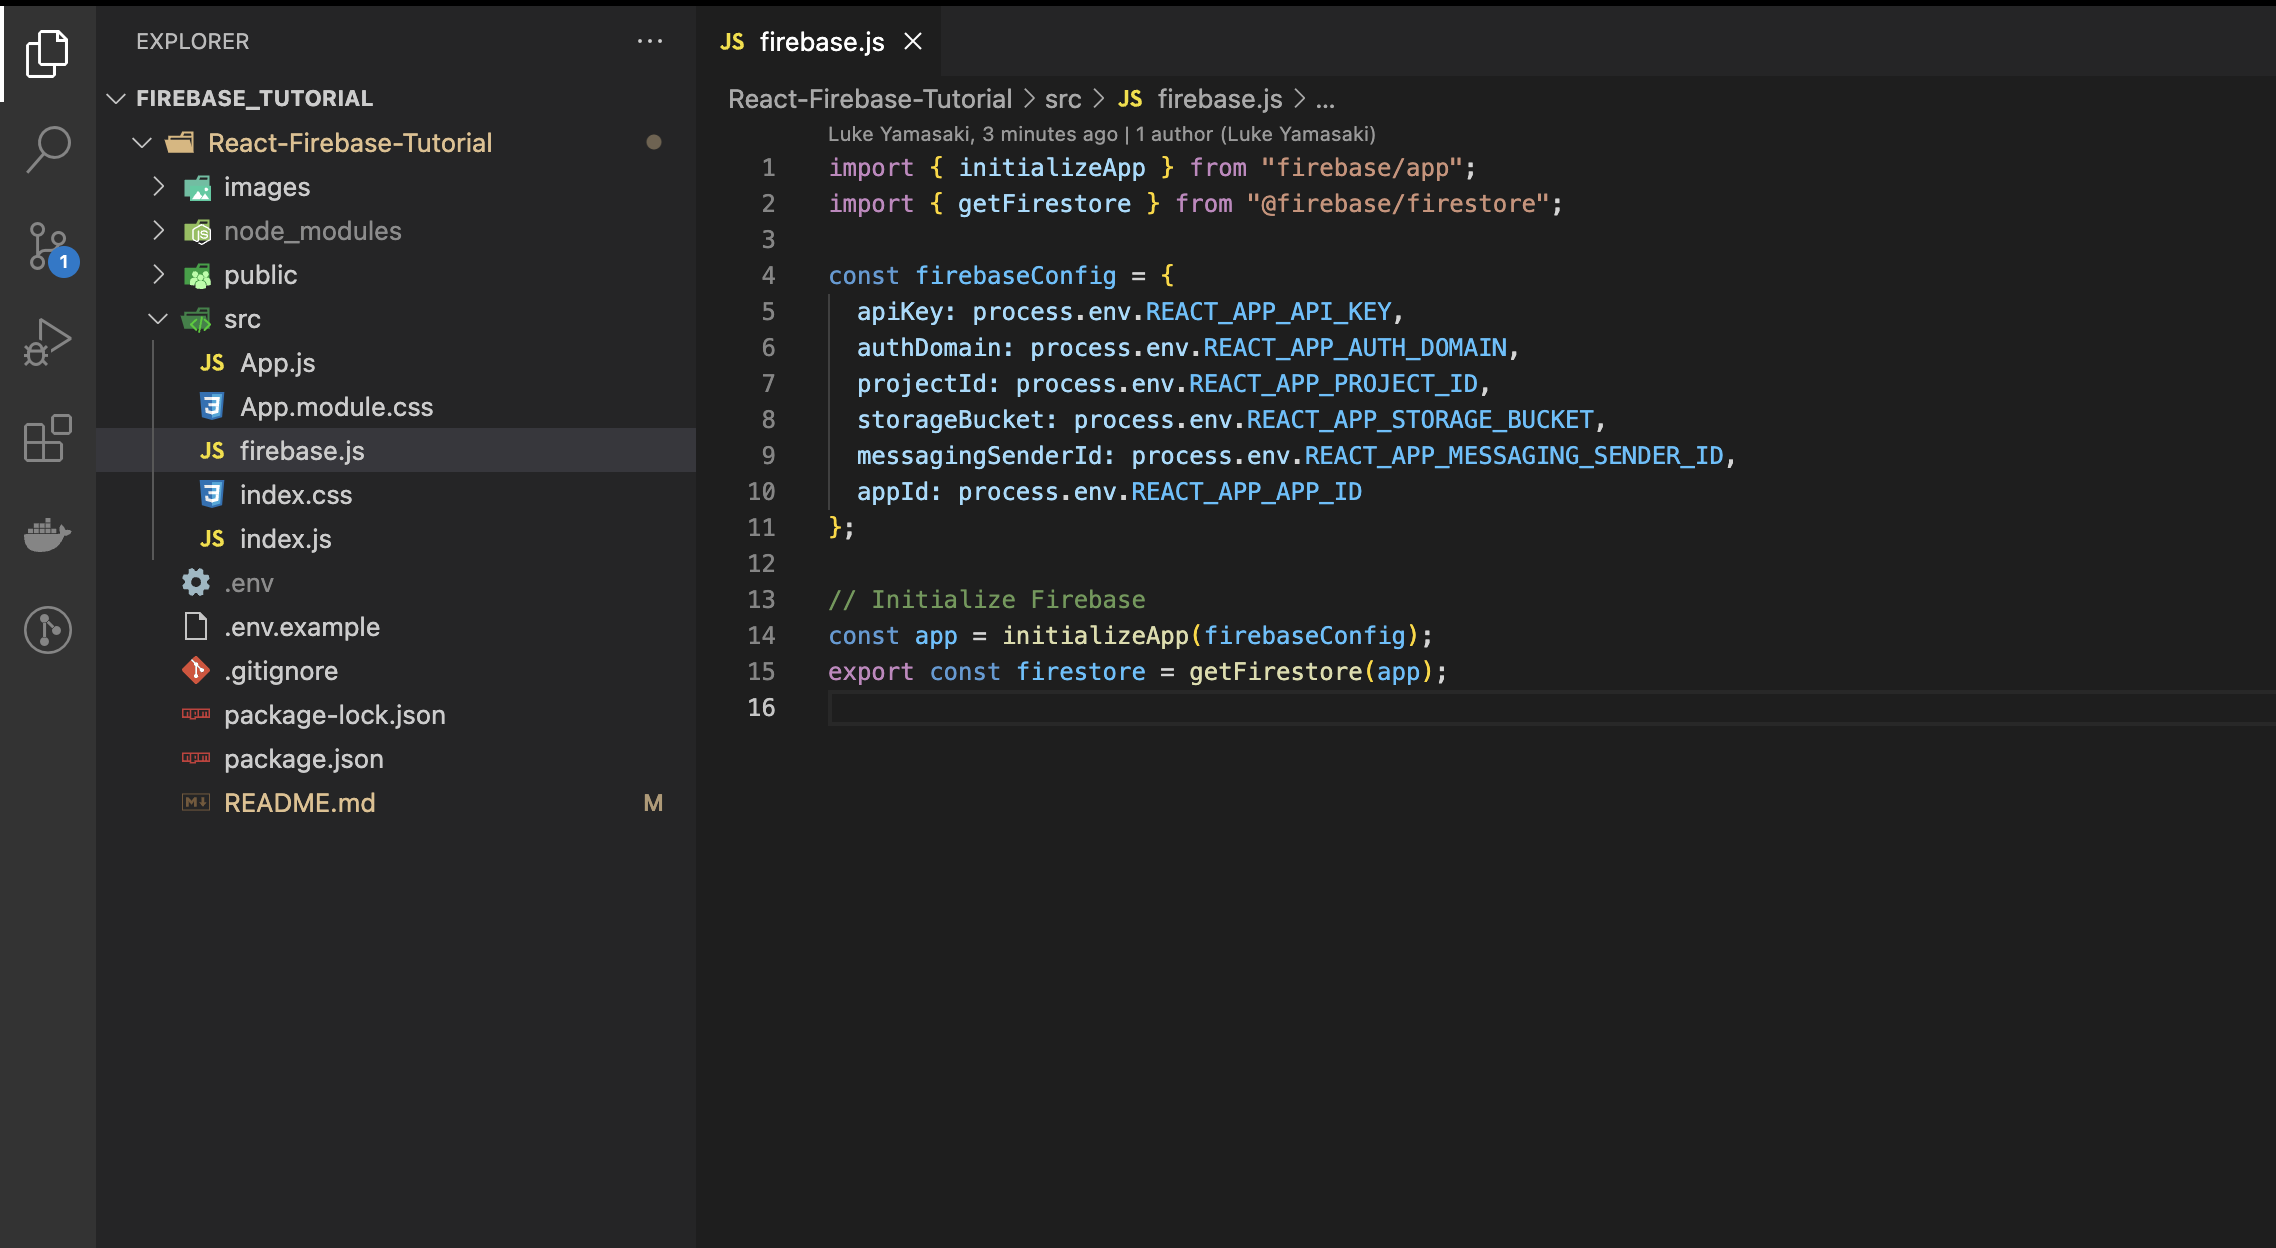 EXPLORER
FIREBASE_TUTORIAL
React-Firebase-Tutorial
images
node_modules
public
src
JS App.js
App.module.css
JS firebase.js
index.css
JS index.js
.env
.env.example
.gitignore
package-lock.json
package.json
README.md M
1
JS firebase.js
React-Firebase-Tutorial > src > JS firebase.js > ...
Luke Yamasaki, 3 minutes ago | 1 author (Luke Yamasaki)
1 import { initializeApp } from "firebase/app";
2 import { getFirestore } from "@firebase/firestore";
3
4 const firebaseConfig = {
5 apiKey: process.env.REACT_APP_API_KEY,
6 authDomain: process.env.REACT_APP_AUTH_DOMAIN,
7 projectId: process.env.REACT_APP_PROJECT_ID,
8 storageBucket: process.env.REACT_APP_STORAGE_BUCKET,
9 messagingSenderId: process.env.REACT_APP_MESSAGING_SENDER_ID,
10 appId: process.env.REACT_APP_APP_ID
11 };
12
13 // Initialize Firebase
14 const app = initializeApp(firebaseConfig);
15 export const firestore = getFirestore(app);
16